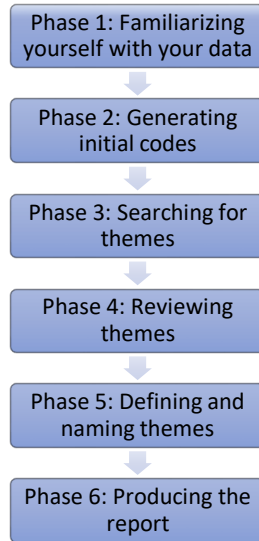 Phase 1: Familiarizing
yourself with your data
Phase 2: Generating
initial codes
Phase 3: Searching for
themes
Phase 4: Reviewing
themes
Phase 5: Defining and
naming themes
Phase 6: Producing the
report